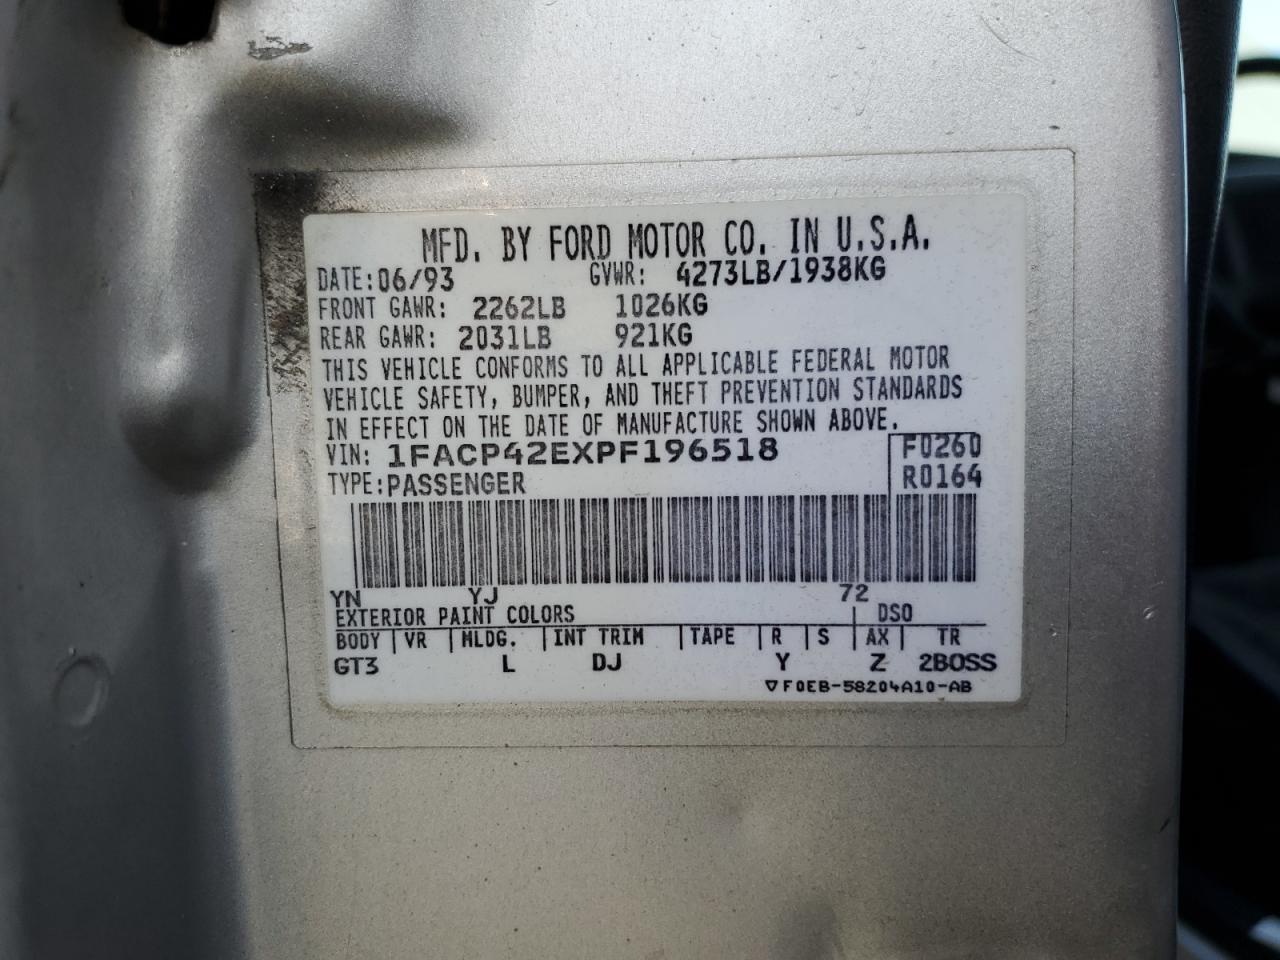 MFD. BY FORD MOTOR CO. IN U.S.A.
DATE: 06/93 GVWR: 4273LB/1938KG
FRONT GAWR: 2262LB 1026KG
REAR GAWR: 2031LB 921KG
THIS VEHICLE CONFORMS TO ALL APPLICABLE FEDERAL MOTOR
VEHICLE SAFETY, BUMPER, AND THEFT PREVENTION STANDARDS
IN EFFECT ON THE DATE OF MANUFACTURE SHOWN ABOVE.
VIN: 1FACP42EXPF196518 F0260
TYPE: PASSENGER R0164
YN YJ 72
EXTERIOR PAINT COLORS DSO
BODY VR MLDG. INT TRIM TAPE R S AX TR
GT3 L DJ Y Z 2BOSS
▽F0EB-58204A10-AB